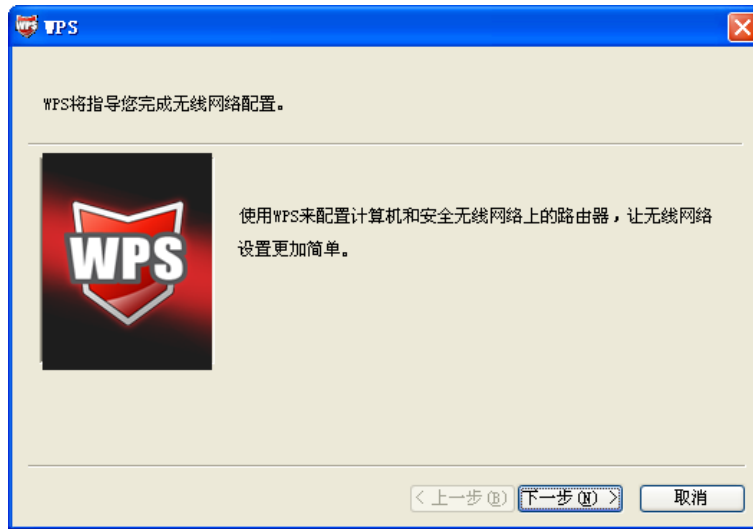 WPS
WPS将指导您完成无线网络配置。
WPS
使用WPS来配置计算机和安全无线网络上的路由器，让无线网络
设置更加简单。
< 上一步(B) 下一步(N) > 取消